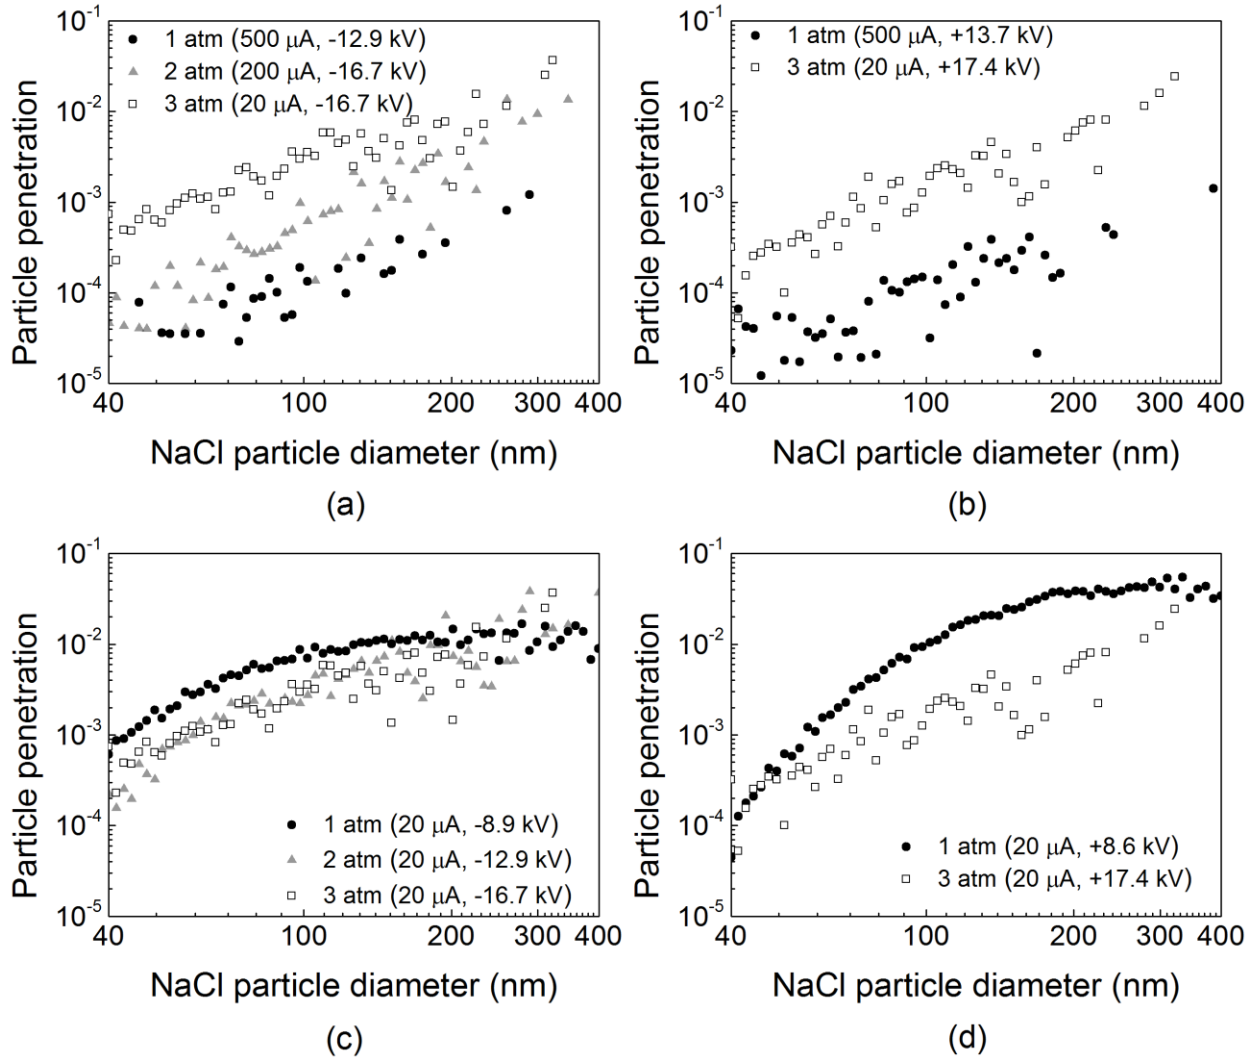 10⁻¹
10⁻²
10⁻³
10⁻⁴
10⁻⁵
Particle penetration
1 atm (500 μA, -12.9 kV)
2 atm (200 μA, -16.7 kV)
3 atm (20 μA, -16.7 kV)
40 100 200 300 400
NaCl particle diameter (nm)
(a)
10⁻¹
10⁻²
10⁻³
10⁻⁴
10⁻⁵
Particle penetration
1 atm (500 μA, +13.7 kV)
3 atm (20 μA, +17.4 kV)
40 100 200 300 400
NaCl particle diameter (nm)
(b)
10⁻¹
10⁻²
10⁻³
10⁻⁴
10⁻⁵
Particle penetration
1 atm (20 μA, -8.9 kV)
2 atm (20 μA, -12.9 kV)
3 atm (20 μA, -16.7 kV)
40 100 200 300 400
NaCl particle diameter (nm)
(c)
10⁻¹
10⁻²
10⁻³
10⁻⁴
10⁻⁵
Particle penetration
1 atm (20 μA, +8.6 kV)
3 atm (20 μA, +17.4 kV)
40 100 200 300 400
NaCl particle diameter (nm)
(d)